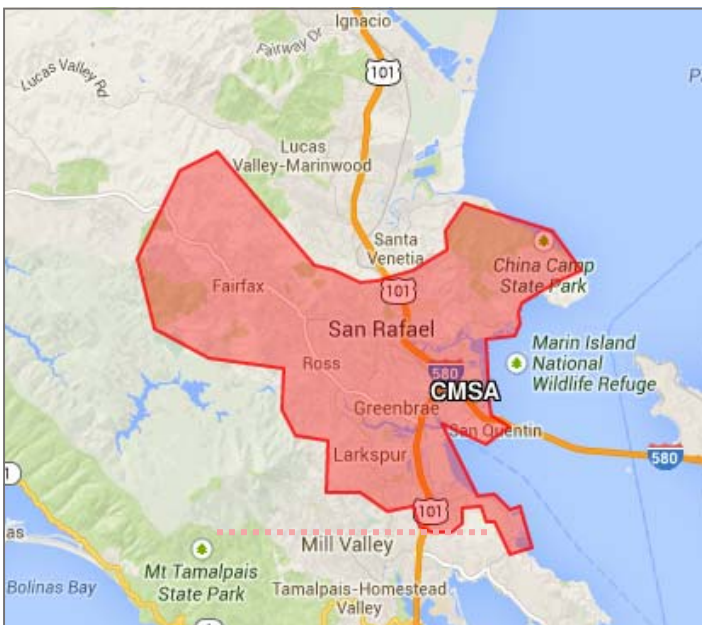 Ignacio
Fairway Dr
101
Lucas Valley Rd
P
Lucas
Valley-Marinwood
Santa
Venetia
China Camp
State Park
101
Fairfax
San Rafael
Marin Island
National
Wildlife Refuge
Ross
580
CMSA
Greenbrae
San Quentin
Larkspur
580
1
101
as
Mill Valley
Mt Tamalpais
State Park
Bolinas Bay
Tamalpais-Homestead
Valley